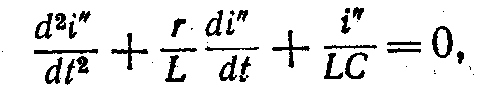 d²i″/dt² + r/L di″/dt + i″/LC = 0,